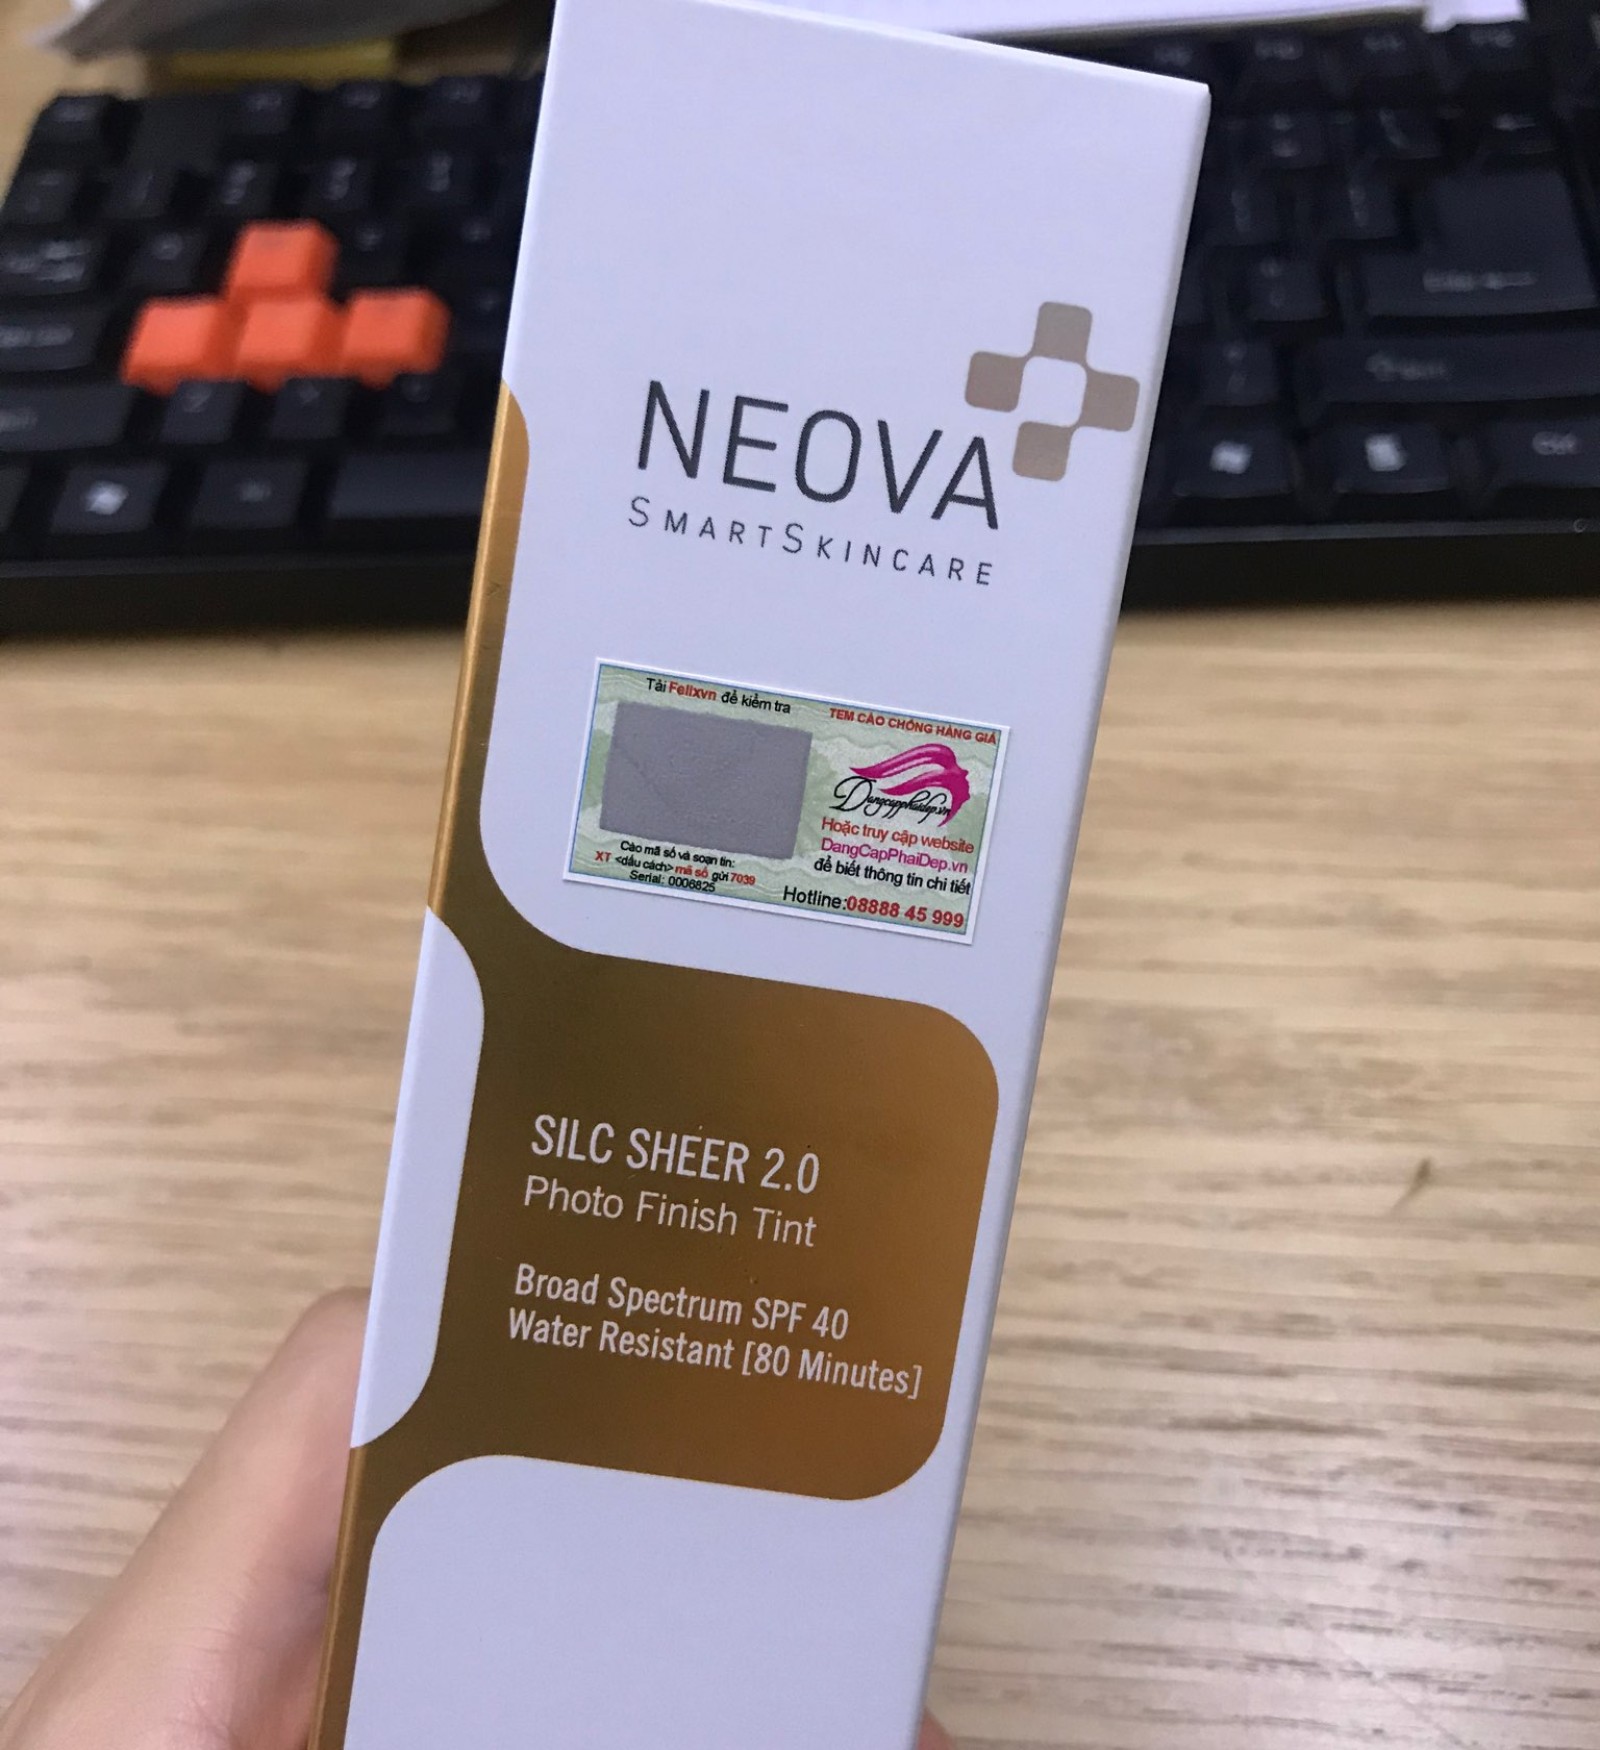 NEOVA
SMARTSKINCARE
Tải Felixvn để kiểm tra
TEM CÀO CHỐNG HÀNG GIẢ
Dangcapphaidep.vn
Hoặc truy cập website
DangCapPhaiDep.vn
để biết thông tin chi tiết
Cào mã số và soạn tin:
XT <dấu cách> mã số gửi 7039
Serial: 0006825
Hotline:08888 45 999
SILC SHEER 2.0
Photo Finish Tint
Broad Spectrum SPF 40
Water Resistant [80 Minutes]